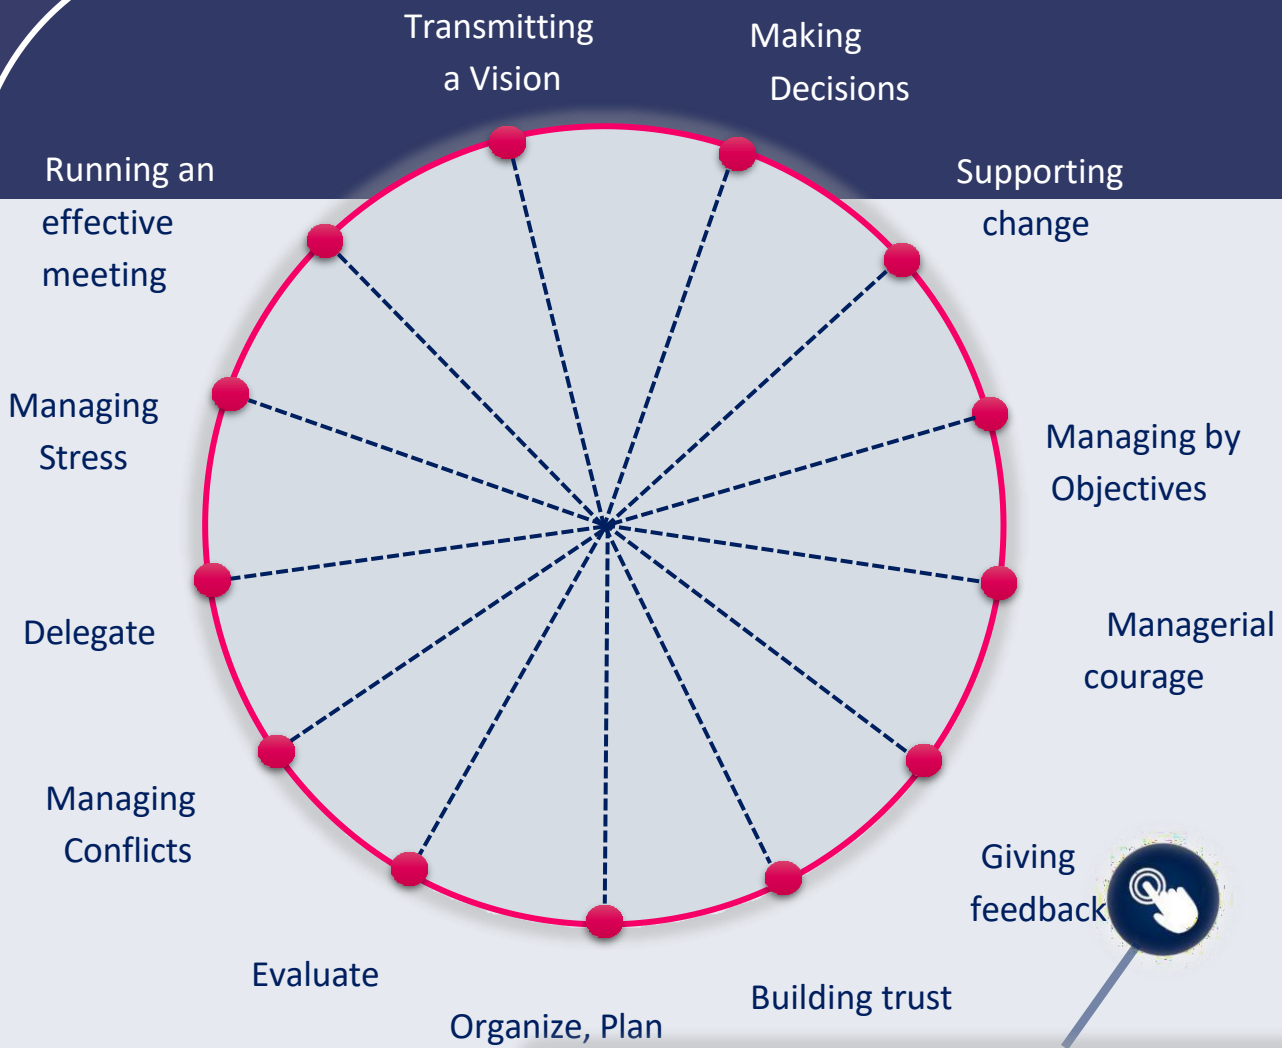 Transmitting
a Vision
Making
Decisions
Supporting
change
Managing by
Objectives
Managerial
courage
Giving
feedback
Building trust
Organize, Plan
Evaluate
Managing
Conflicts
Delegate
Managing
Stress
Running an
effective
meeting